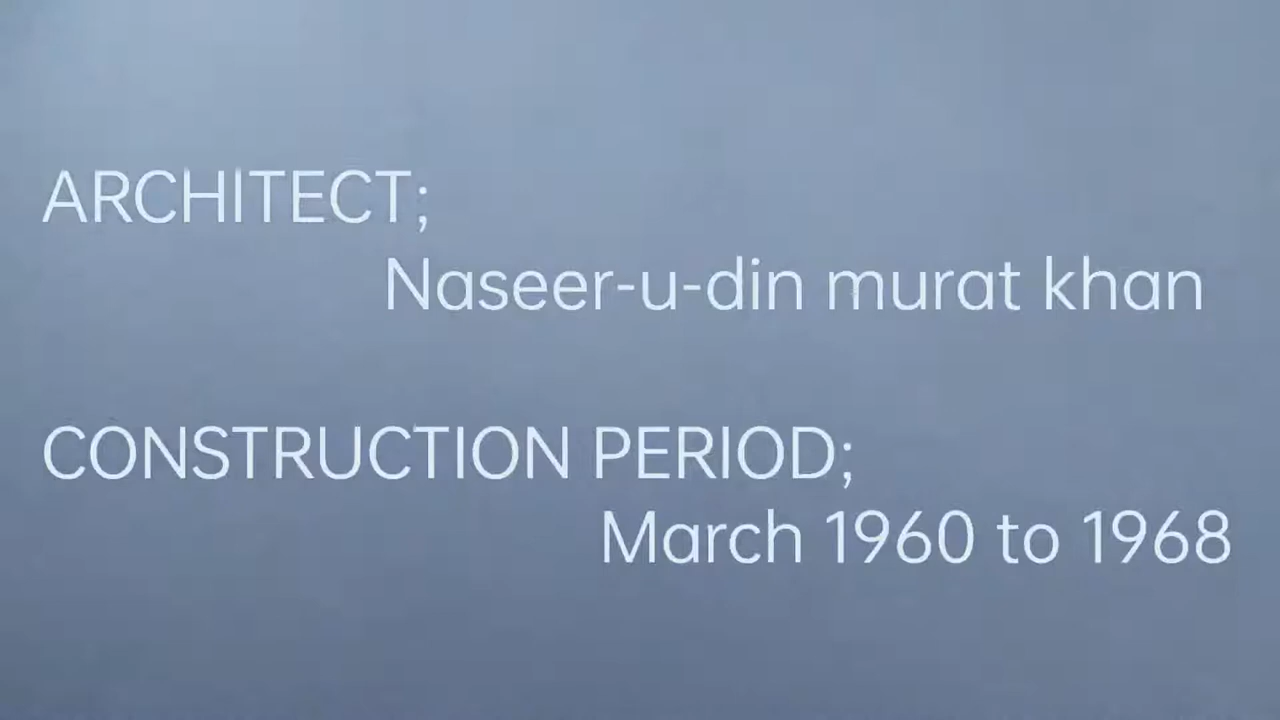 ARCHITECT;
Naseer-u-din murat khan
CONSTRUCTION PERIOD;
March 1960 to 1968